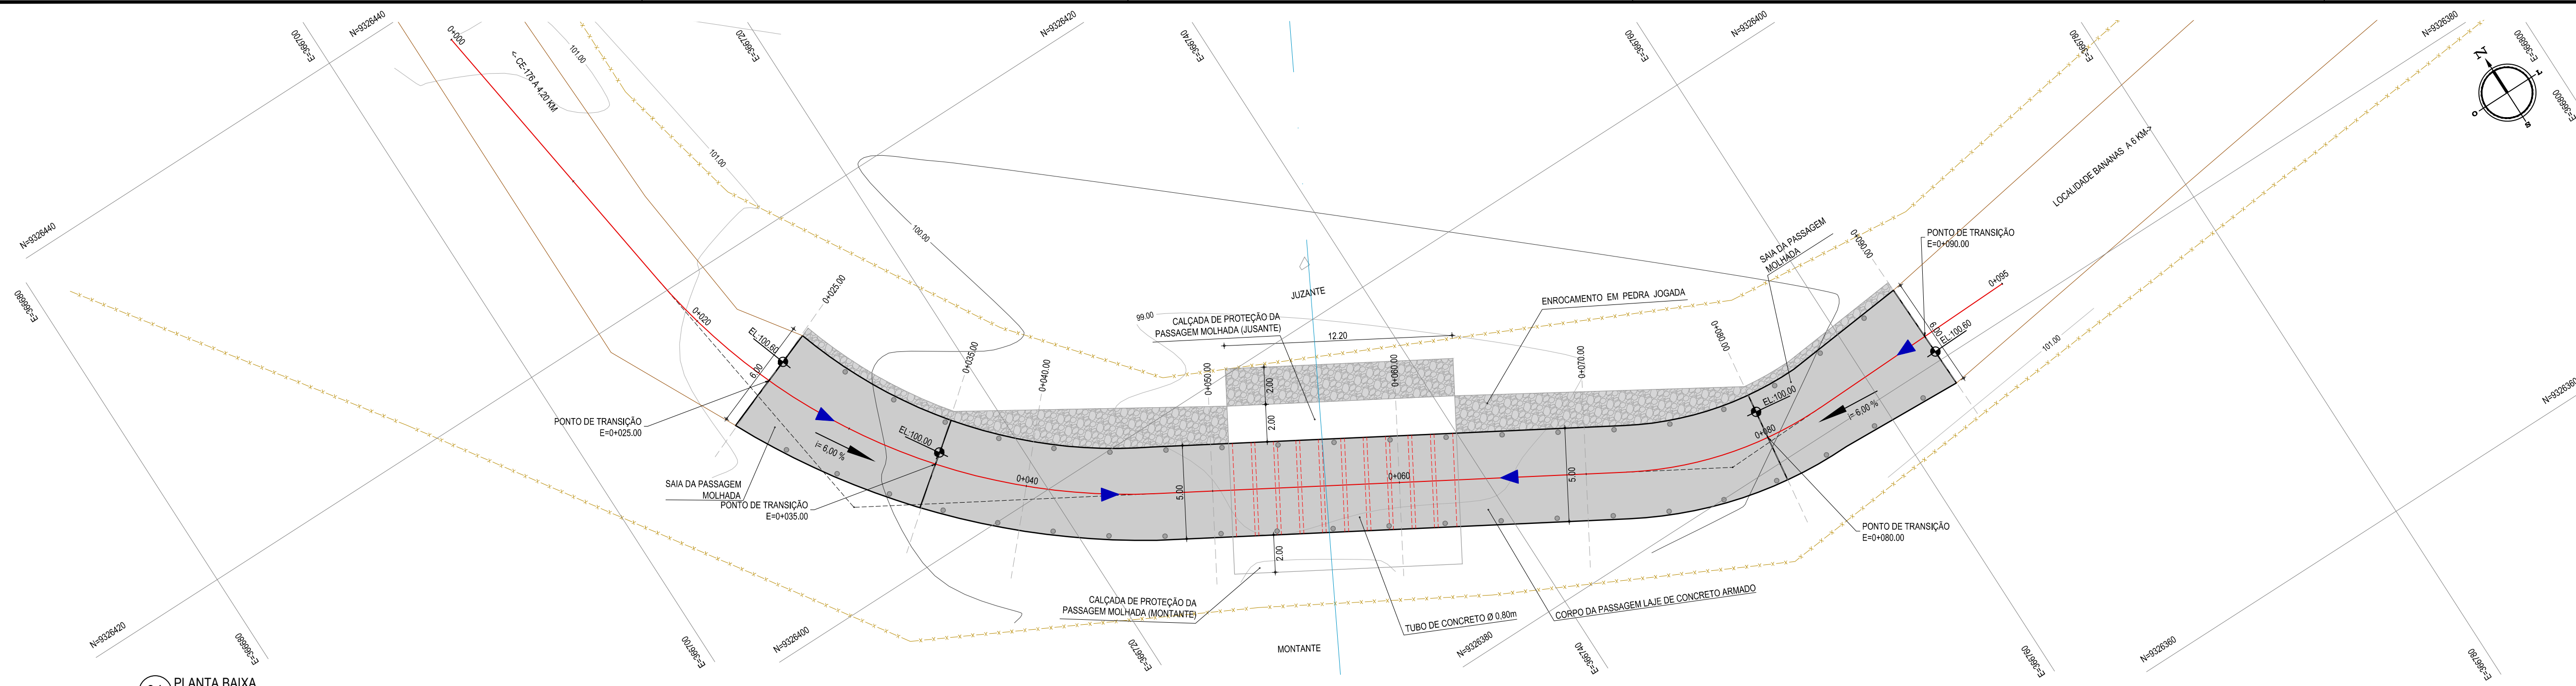 N=9326440
E=366700
0+000
< CE-176 A 4,20 KM
101.00
E=366720
N=9326420
E=366740
E=366760
N=9326400
E=366780
N=9326380
E=366800
E=366800
N
L
S
O
101.00
LOCALIDADE BANANAS A 6 KM->
N=9326440
E=366680
100.00
0+025.00
0+020
EL:100.60
6.00
99.00
JUZANTE
CALÇADA DE PROTEÇÃO DA
PASSAGEM MOLHADA (JUSANTE)
12.20
ENROCAMENTO EM PEDRA JOGADA
SAIA DA PASSAGEM
MOLHADA
0+090.00
PONTO DE TRANSIÇÃO
E=0+090.00
0+095
6.00
EL:100.60
101.00
0+035.00
0+040.00
0+050.00
0+060.00
0+070.00
0+080.00
2.00
2.00
EL:100.00
i= 6,00 %
PONTO DE TRANSIÇÃO
E=0+025.00
i= 6,00 %
EL:100.00
0+080
N=9326360
SAIA DA PASSAGEM
MOLHADA
PONTO DE TRANSIÇÃO
E=0+035.00
0+040
5.00
0+060
5.00
2.00
PONTO DE TRANSIÇÃO
E=0+080.00
CALÇADA DE PROTEÇÃO DA
PASSAGEM MOLHADA (MONTANTE)
TUBO DE CONCRETO Ø 0,80m
CORPO DA PASSAGEM LAJE DE CONCRETO ARMADO
MONTANTE
N=9326420
E=366680
E=366700
N=9326400
E=366720
N=9326380
E=366740
E=366760
N=9326360
E=366780
PLANTA BAIXA